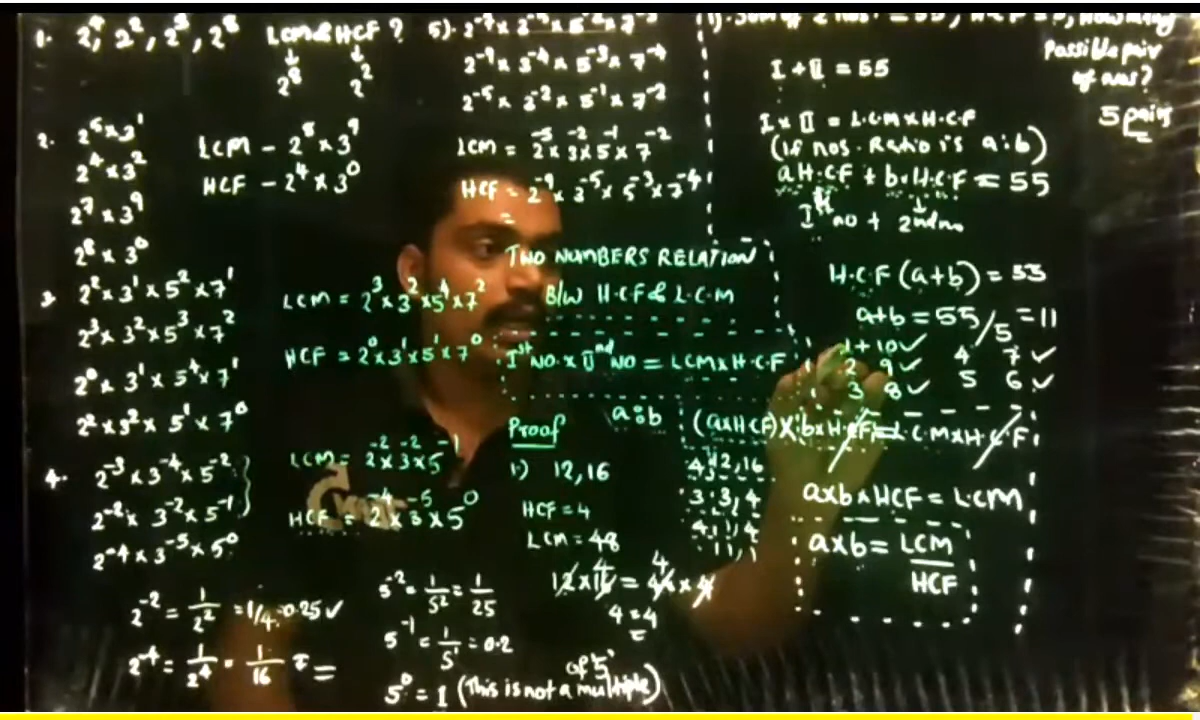 1. 2⁴, 2², 2³, 2⁸ LCM & HCF ?
2⁸ 2²
2. 2⁵ x 3¹
2⁴ x 3²
2⁷ x 3⁹
2⁸ x 3⁰
LCM - 2⁸ x 3⁹
HCF - 2⁴ x 3⁰
3. 2² x 3¹ x 5² x 7¹
2³ x 3² x 5³ x 7²
2⁰ x 3¹ x 5⁴ x 7¹
2² x 3² x 5¹ x 7⁰
LCM = 2³ x 3² x 5⁴ x 7²
HCF = 2⁰ x 3¹ x 5¹ x 7⁰
4. 2⁻³ x 3⁻⁴ x 5⁻²
2⁻² x 3⁻² x 5⁻¹
2⁻⁴ x 3⁻⁵ x 5⁰
LCM = 2⁻² x 3⁻² x 5⁻¹
HCF = 2⁻⁴ x 3⁻⁵ x 5⁰
2⁻² = 1/2² = 1/4 = 0.25 ✓
2⁻⁴ = 1/2⁴ = 1/16 =
5⁻² = 1/5² = 1/25
5⁻¹ = 1/5¹ = 0.2
5⁰ = 1 (This is not a multiple of 5)
2⁻⁹ x 3⁻⁴ x 5⁻³ x 7⁻⁴
2⁻⁵ x 3⁻² x 5⁻¹ x 7⁻²
LCM = 2⁻⁵ x 3⁻² x 5⁻¹ x 7⁻²
HCF = 2⁻⁹ x 3⁻⁵ x 5⁻³ x 7⁻⁴
=
TWO NUMBERS RELATION
B/W H.C.F & L.C.M
Iˢᵗ NO. x IIⁿᵈ NO = LCM x H.C.F
Proof
1.) 12, 16
HCF = 4
LCM = 48
12 x 16 = 48 x 4
4 = 4
a:b
4 12, 16
3 3, 4
4 1, 4
1, 1
(a x HCF) x (b x HCF) = L.C.M x H.C.F
a x b x HCF = L.CM
a x b = LCM/HCF
How many
Possible pair
of nos?
5 pairs
I + II = 55
I x II = L.C.M x H.C.F
(If nos. Ratio is a:b)
a H.CF + b.H.C.F = 55
Iˢᵗ no + 2nd no
H.C.F (a+b) = 55
a+b = 55/5 = 11
1 + 10 ✓ 4 7 ✓
2 9 ✓ 5 6 ✓
3 8 ✓